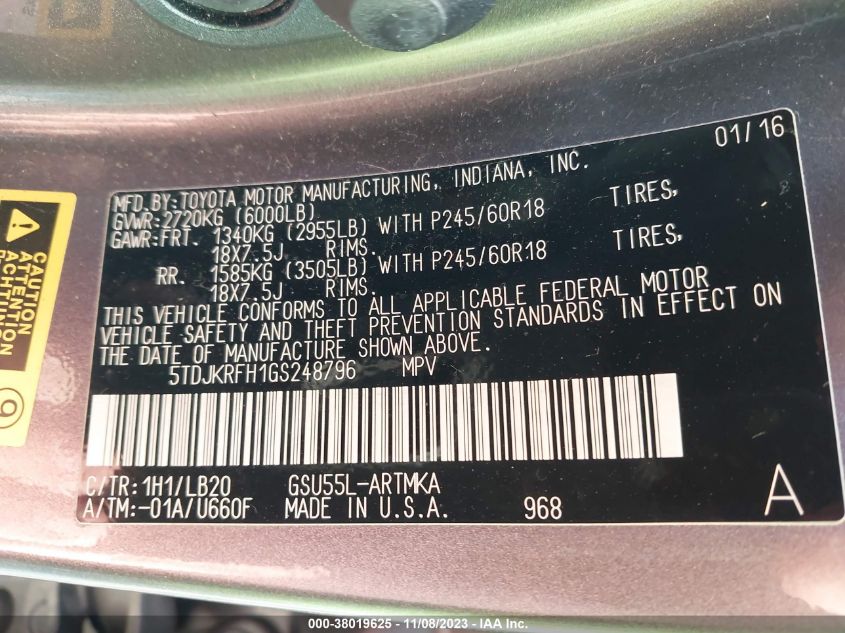 01/16
MFD.BY:TOYOTA MOTOR MANUFACTURING, INDIANA, INC.
GVWR:2720KG (6000LB)
GAWR:FRT. 1340KG (2955LB) WITH P245/60R18 TIRES,
18X7.5J RIMS.
RR. 1585KG (3505LB) WITH P245/60R18 TIRES,
18X7.5J RIMS.
THIS VEHICLE CONFORMS TO ALL APPLICABLE FEDERAL MOTOR
VEHICLE SAFETY AND THEFT PREVENTION STANDARDS IN EFFECT ON
THE DATE OF MANUFACTURE SHOWN ABOVE.
5TDJKRFH1GS248796 MPV
C/TR:1H1/LB20 GSU55L-ARTMKA
A/TM:-01A/U660F MADE IN U.S.A. 968 A
CAUTION
ATTENTION
ACHTUNG
9
000-38019625 - 11/08/2023 - IAA Inc.